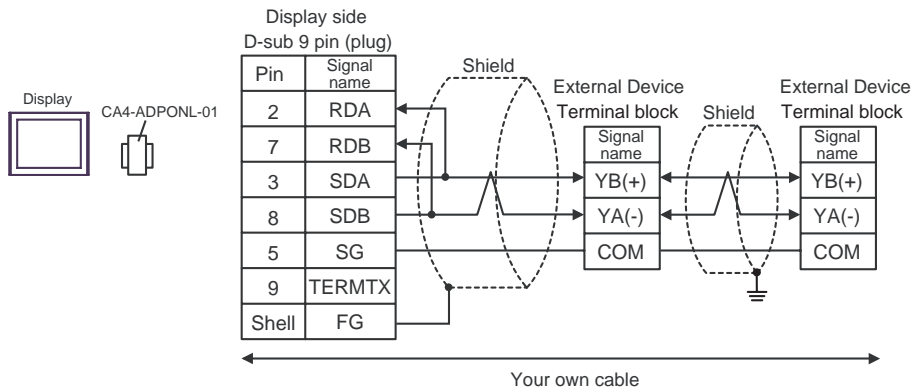 Display side
D-sub 9 pin (plug)
Pin
Signal
name
Shield
Display
CA4-ADPONL-01
2
RDA
7
RDB
3
SDA
8
SDB
5
SG
9
TERMTX
Shell
FG
External Device
Terminal block
Signal
name
YB(+)
YA(-)
COM
Shield
External Device
Terminal block
Signal
name
YB(+)
YA(-)
COM
Your own cable